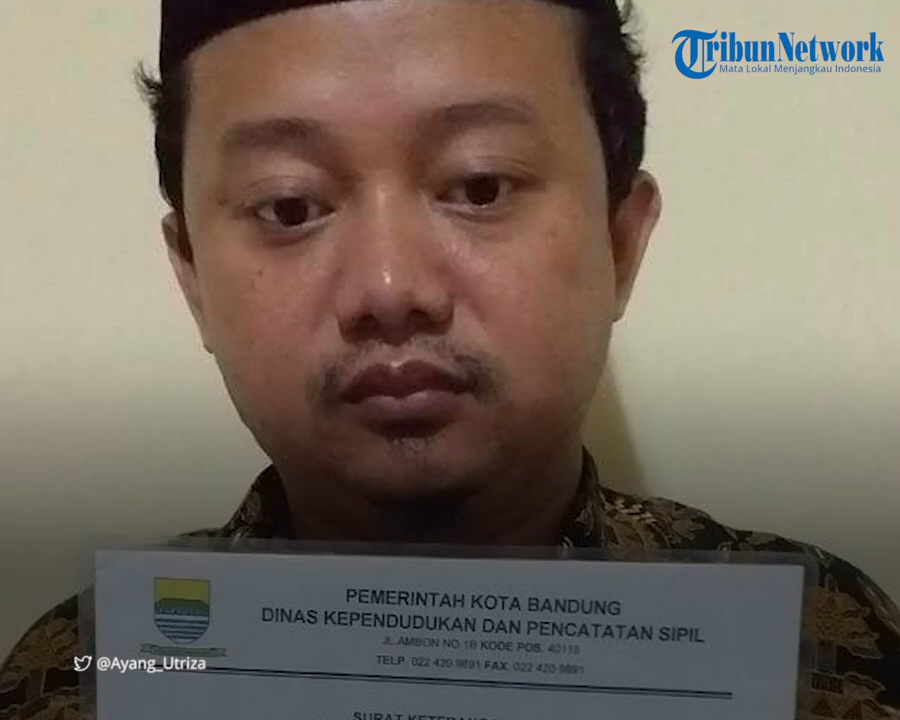 TribunNetwork
Mata Lokal Menjangkau Indonesia
PEMERINTAH KOTA BANDUNG
DINAS KEPENDUDUKAN DAN PENCATATAN SIPIL
JL.AMBON NO 1B KODE POS. 40115
TELP. 022 420 9891 FAX. 022 420 9891
@Ayang_Utriza
SURAT